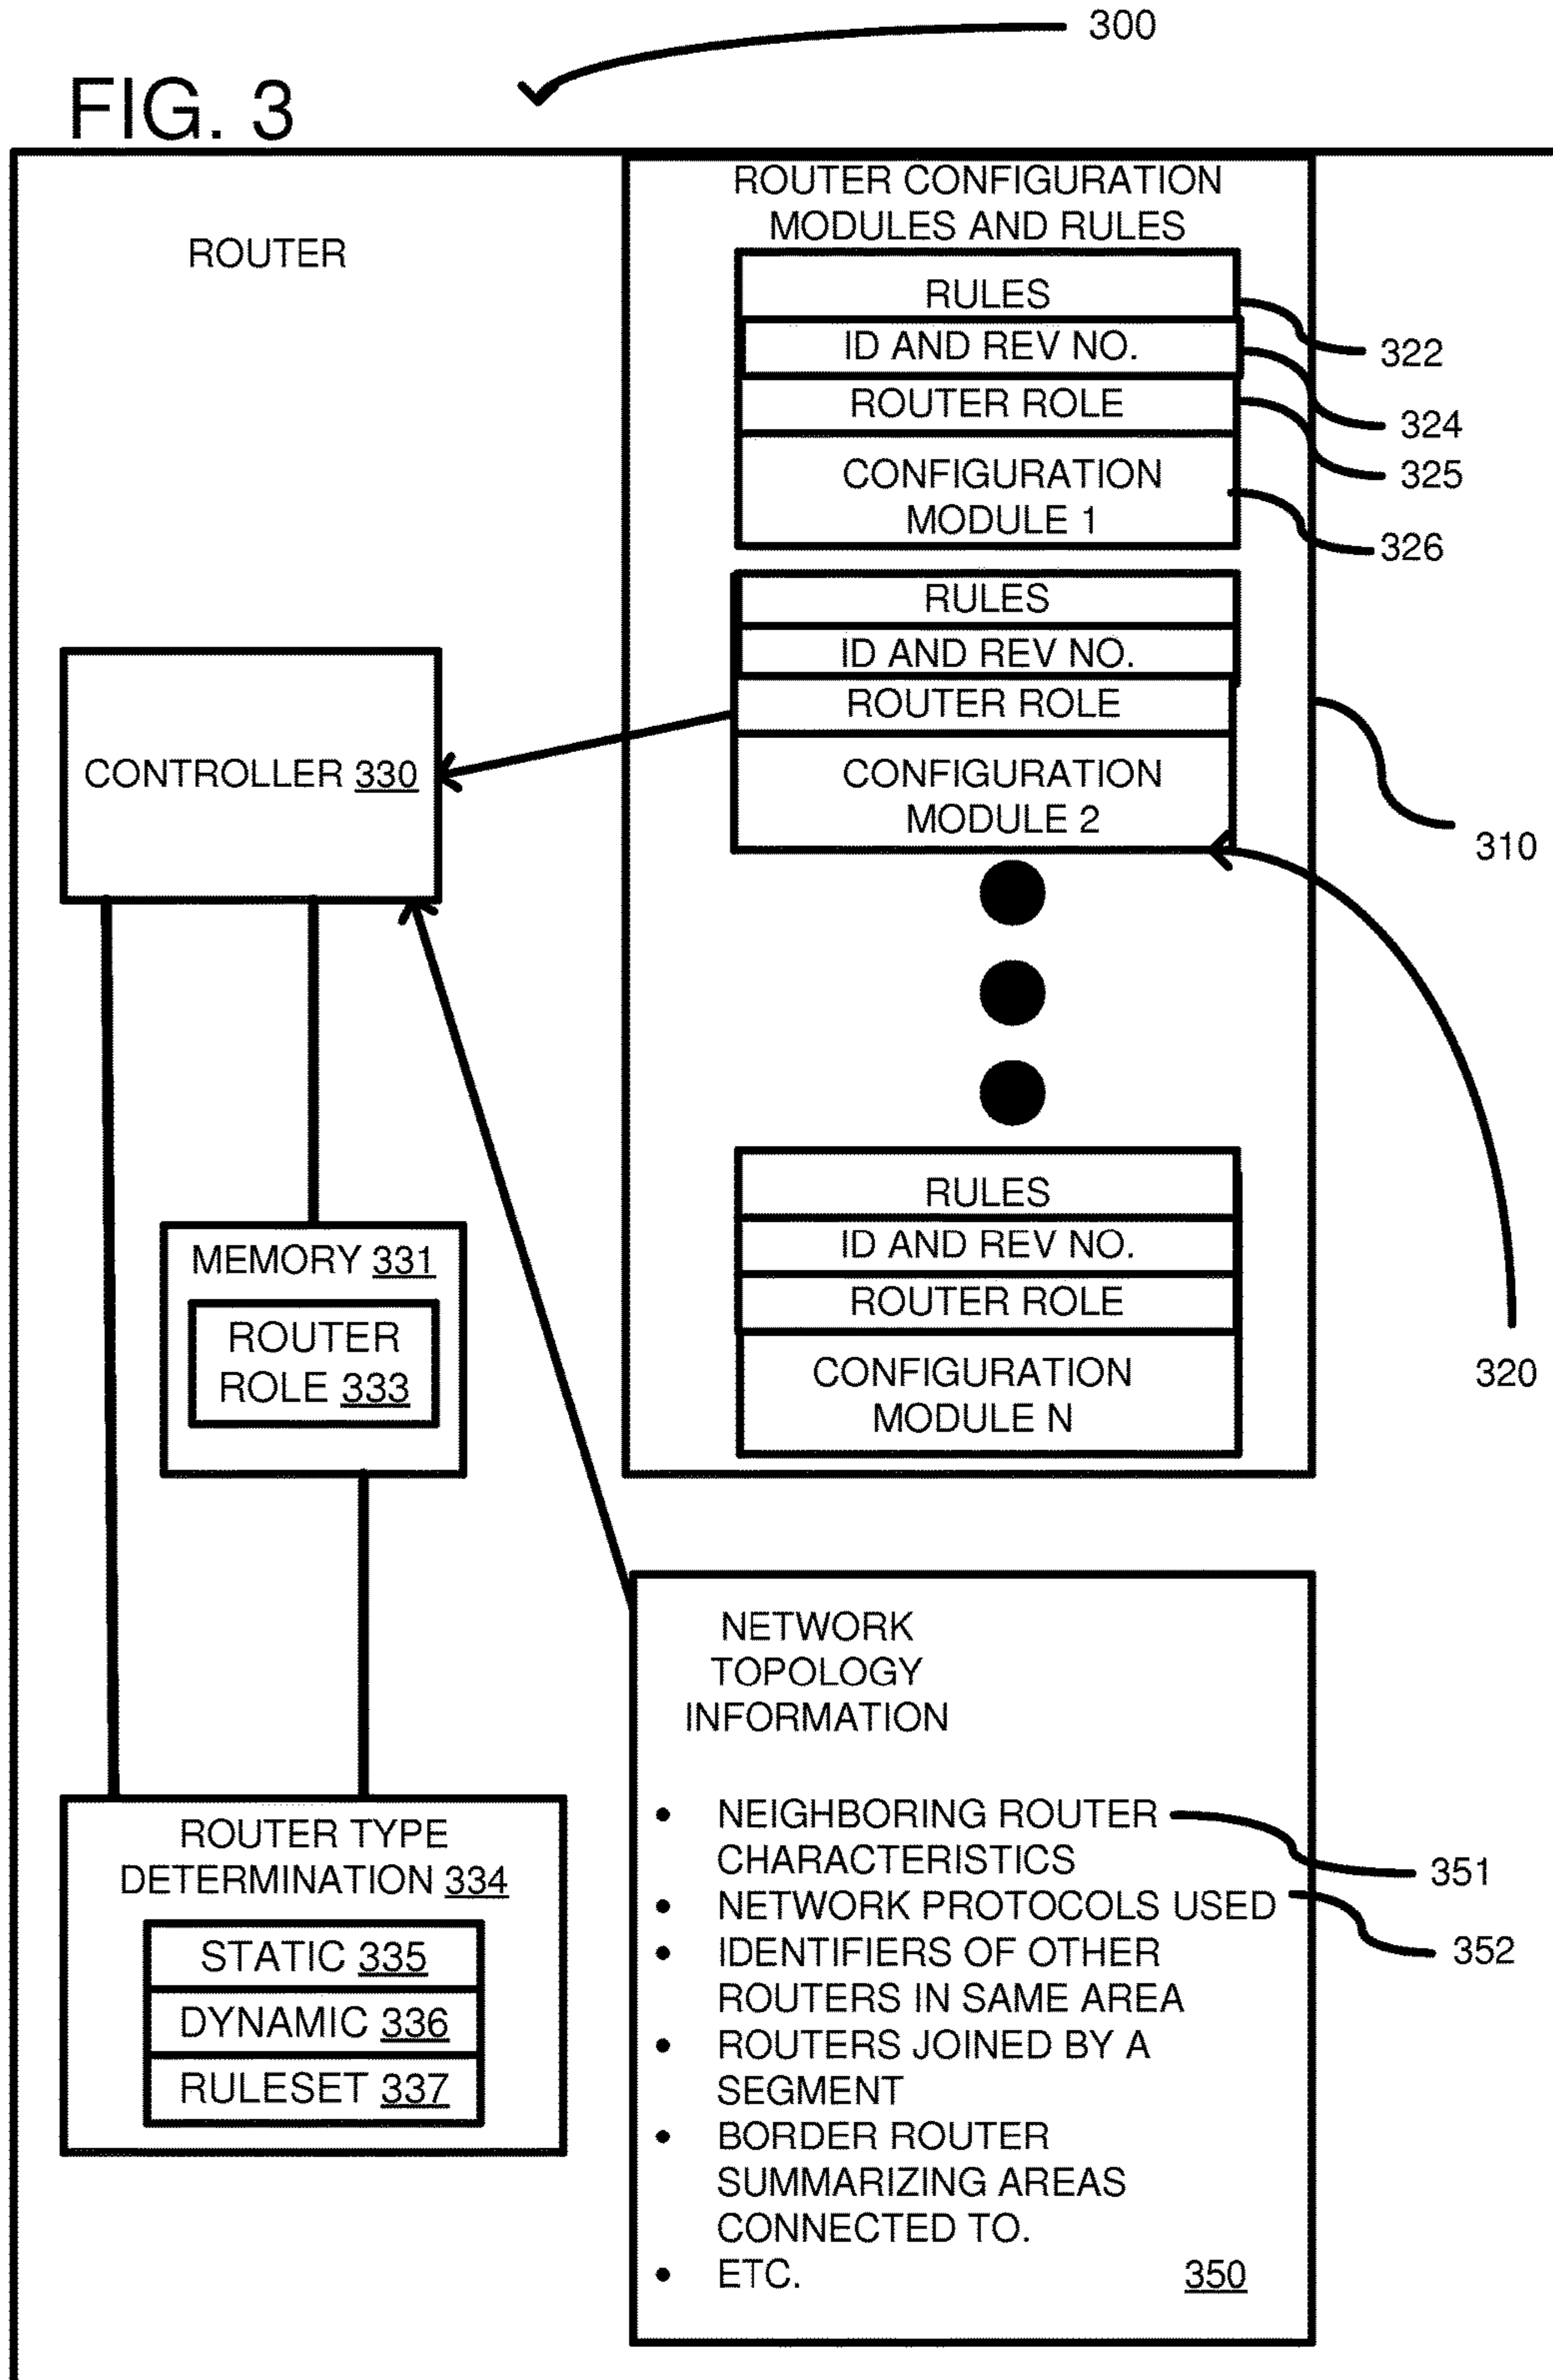 300
FIG. 3
ROUTER
ROUTER CONFIGURATION
MODULES AND RULES
RULES
322
ID AND REV NO.
324
ROUTER ROLE
325
CONFIGURATION
MODULE 1
326
RULES
ID AND REV NO.
ROUTER ROLE
CONFIGURATION
MODULE 2
310
320
RULES
ID AND REV NO.
ROUTER ROLE
CONFIGURATION
MODULE N
CONTROLLER 330
MEMORY 331
ROUTER
ROLE 333
ROUTER TYPE
DETERMINATION 334
STATIC 335
DYNAMIC 336
RULESET 337
NETWORK
TOPOLOGY
INFORMATION
• NEIGHBORING ROUTER
CHARACTERISTICS
351
• NETWORK PROTOCOLS USED
352
• IDENTIFIERS OF OTHER
ROUTERS IN SAME AREA
• ROUTERS JOINED BY A
SEGMENT
• BORDER ROUTER
SUMMARIZING AREAS
CONNECTED TO.
• ETC.
350